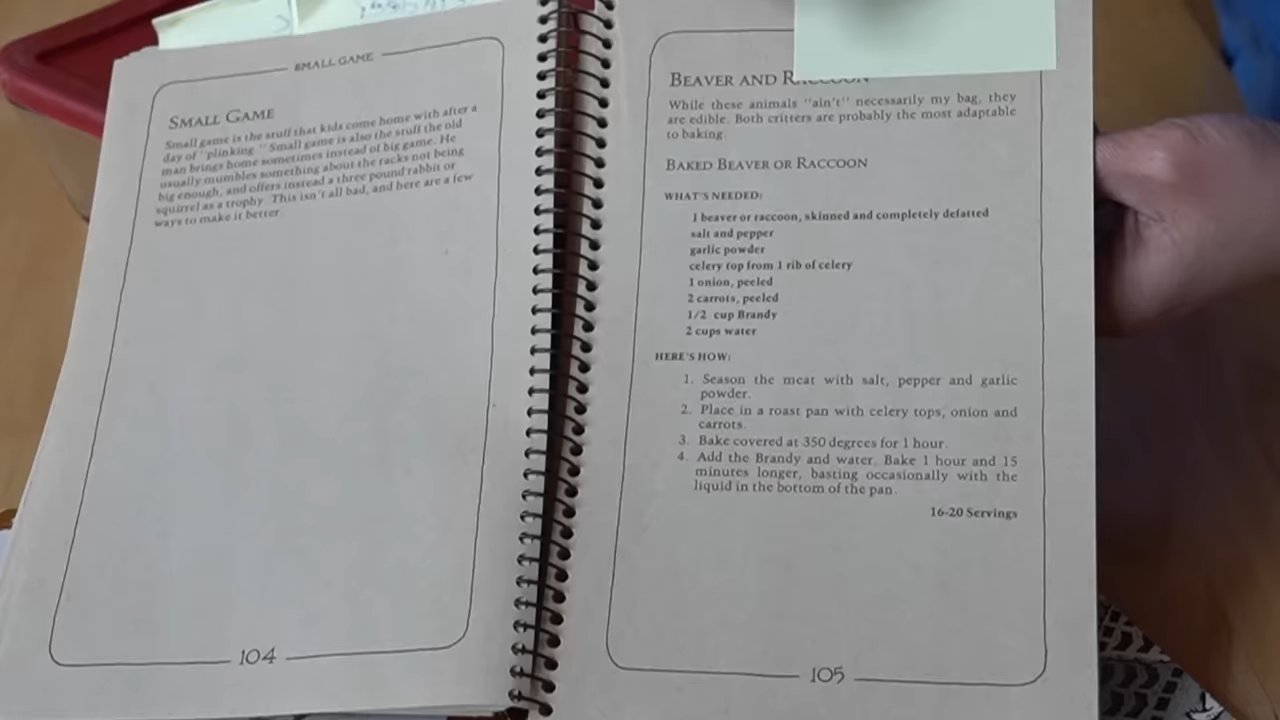 SMALL GAME
SMALL GAME
Small game is the stuff that kids come home with after a
day of "plinking." Small game is also the stuff the old
man brings home sometimes instead of big game. He
usually mumbles something about the racks not being
big enough, and offers instead a three pound rabbit or
squirrel as a trophy. This isn't all bad, and here are a few
ways to make it better.
104
BEAVER AND RACCOON
While these animals "ain't" necessarily my bag, they
are edible. Both critters are probably the most adaptable
to baking.
BAKED BEAVER OR RACCOON
WHAT'S NEEDED:
1 beaver or raccoon, skinned and completely defatted
salt and pepper
garlic powder
celery top from 1 rib of celery
1 onion, peeled
2 carrots, peeled
1/2 cup Brandy
2 cups water
HERE'S HOW:
1. Season the meat with salt, pepper and garlic
powder.
2. Place in a roast pan with celery tops, onion and
carrots.
3. Bake covered at 350 degrees for 1 hour.
4. Add the Brandy and water. Bake 1 hour and 15
minutes longer, basting occasionally with the
liquid in the bottom of the pan.
16-20 Servings
105